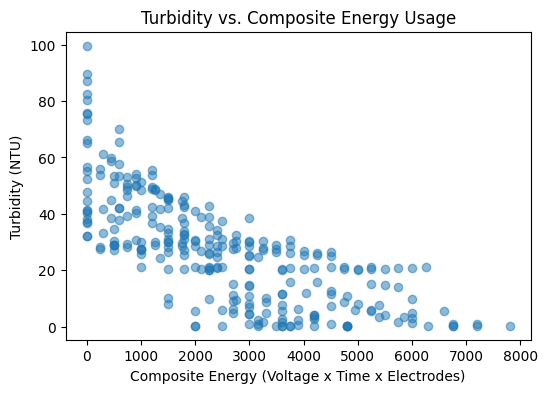 Turbidity vs. Composite Energy Usage
100
80
60
40
20
0
Turbidity (NTU)
0 1000 2000 3000 4000 5000 6000 7000 8000
Composite Energy (Voltage x Time x Electrodes)